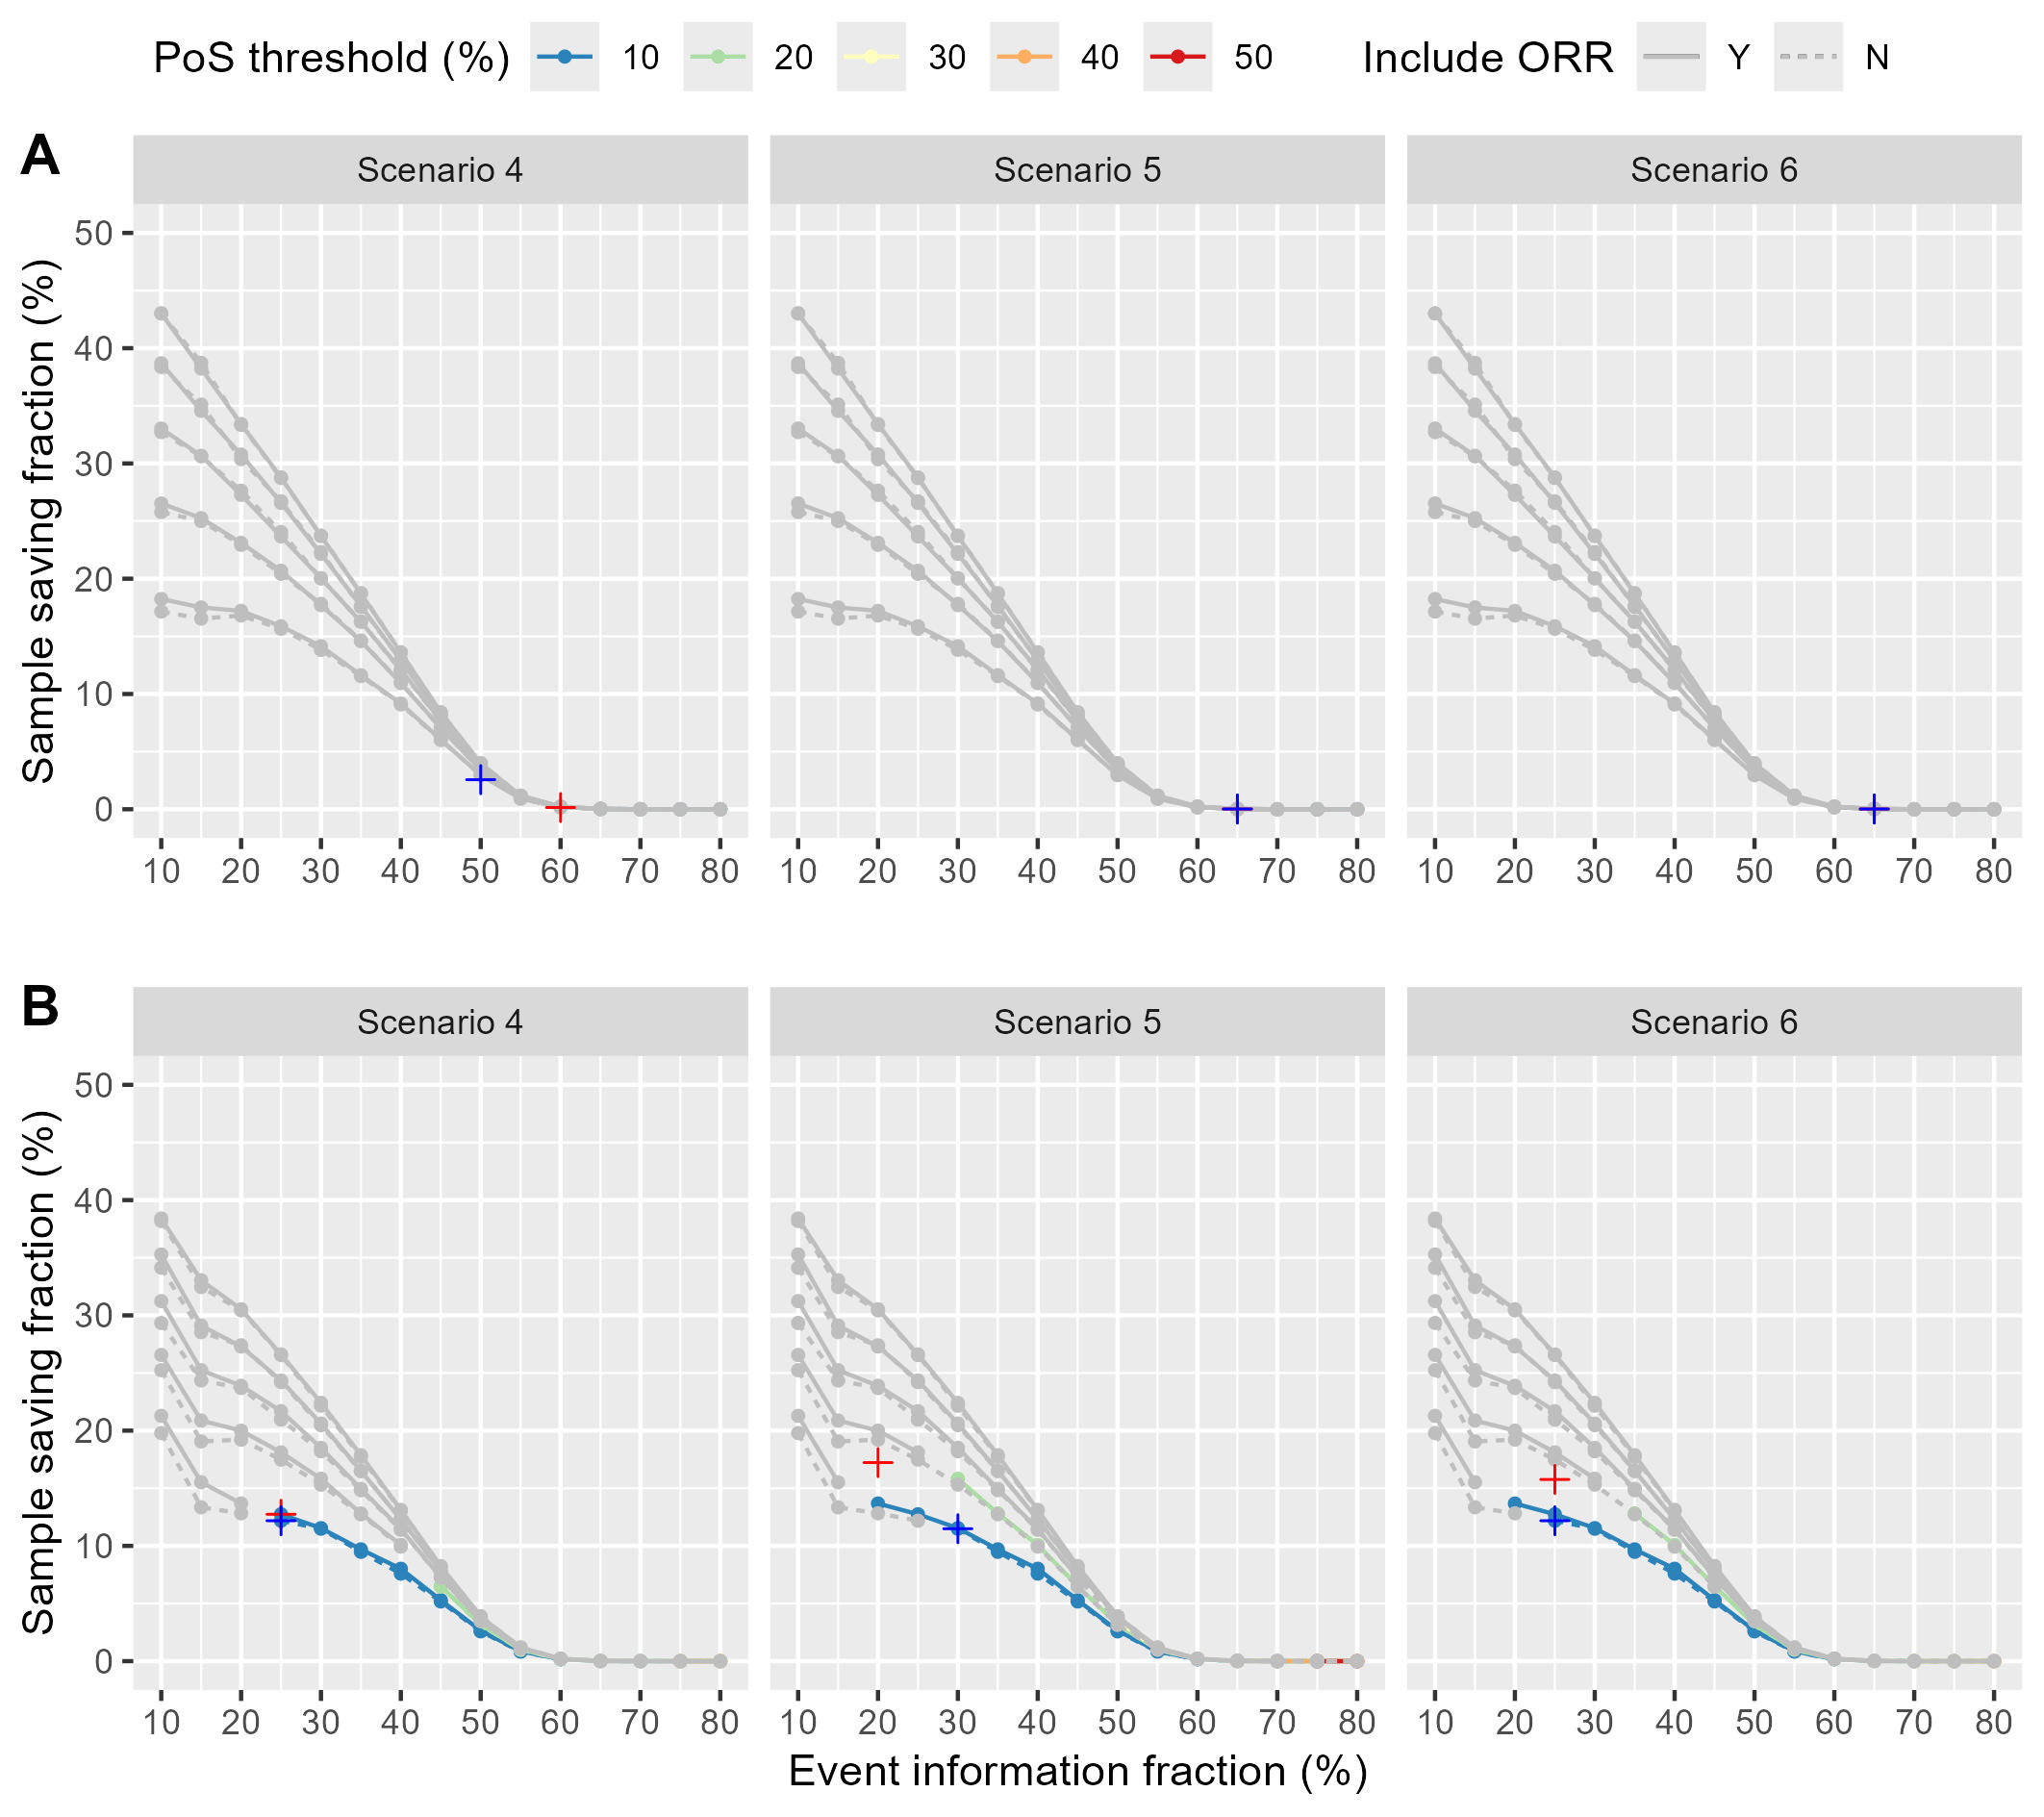 PoS threshold (%) 10 20 30 40 50 Include ORR Y N
A
Scenario 4 Scenario 5 Scenario 6
Sample saving fraction (%)
50
40
30
20
10
0
10 20 30 40 50 60 70 80 10 20 30 40 50 60 70 80 10 20 30 40 50 60 70 80
B
Scenario 4 Scenario 5 Scenario 6
Sample saving fraction (%)
50
40
30
20
10
0
10 20 30 40 50 60 70 80 10 20 30 40 50 60 70 80 10 20 30 40 50 60 70 80
Event information fraction (%)